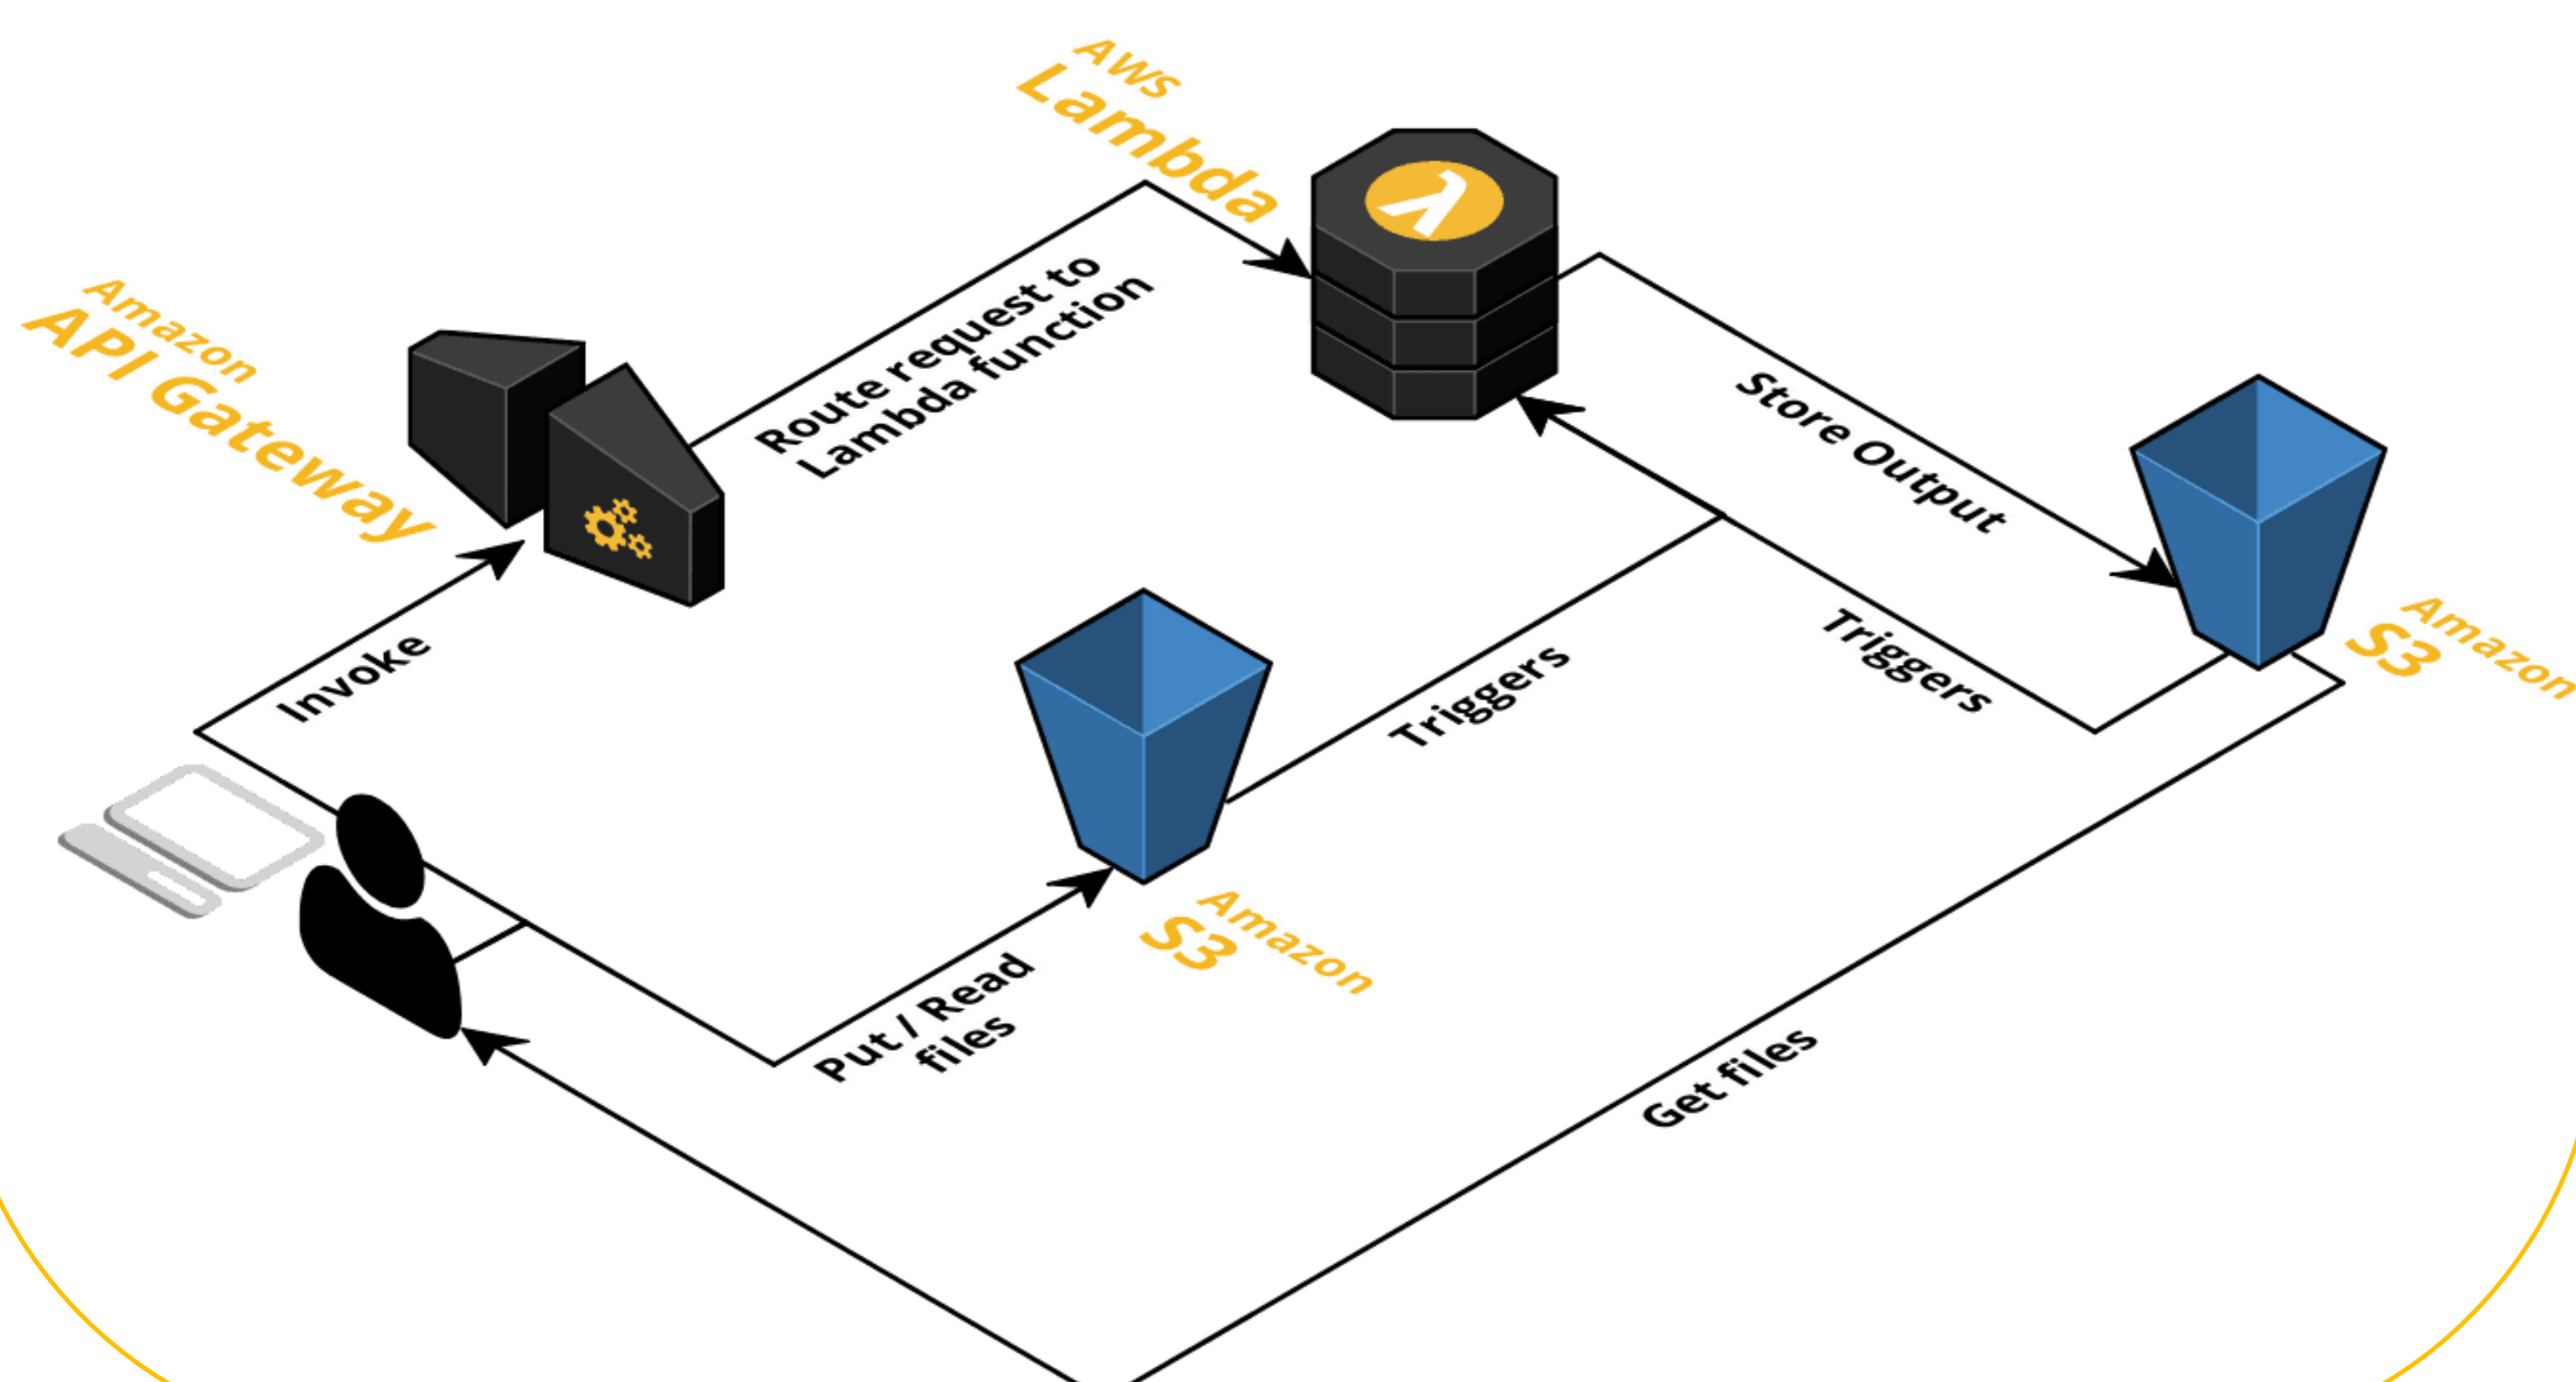 Aws
Lambda
Amazon
API Gateway
Route request to
Lambda function
Store Output
Invoke
Triggers
Triggers
Amazon
S3
Amazon
S3
Put / Read
files
Get files